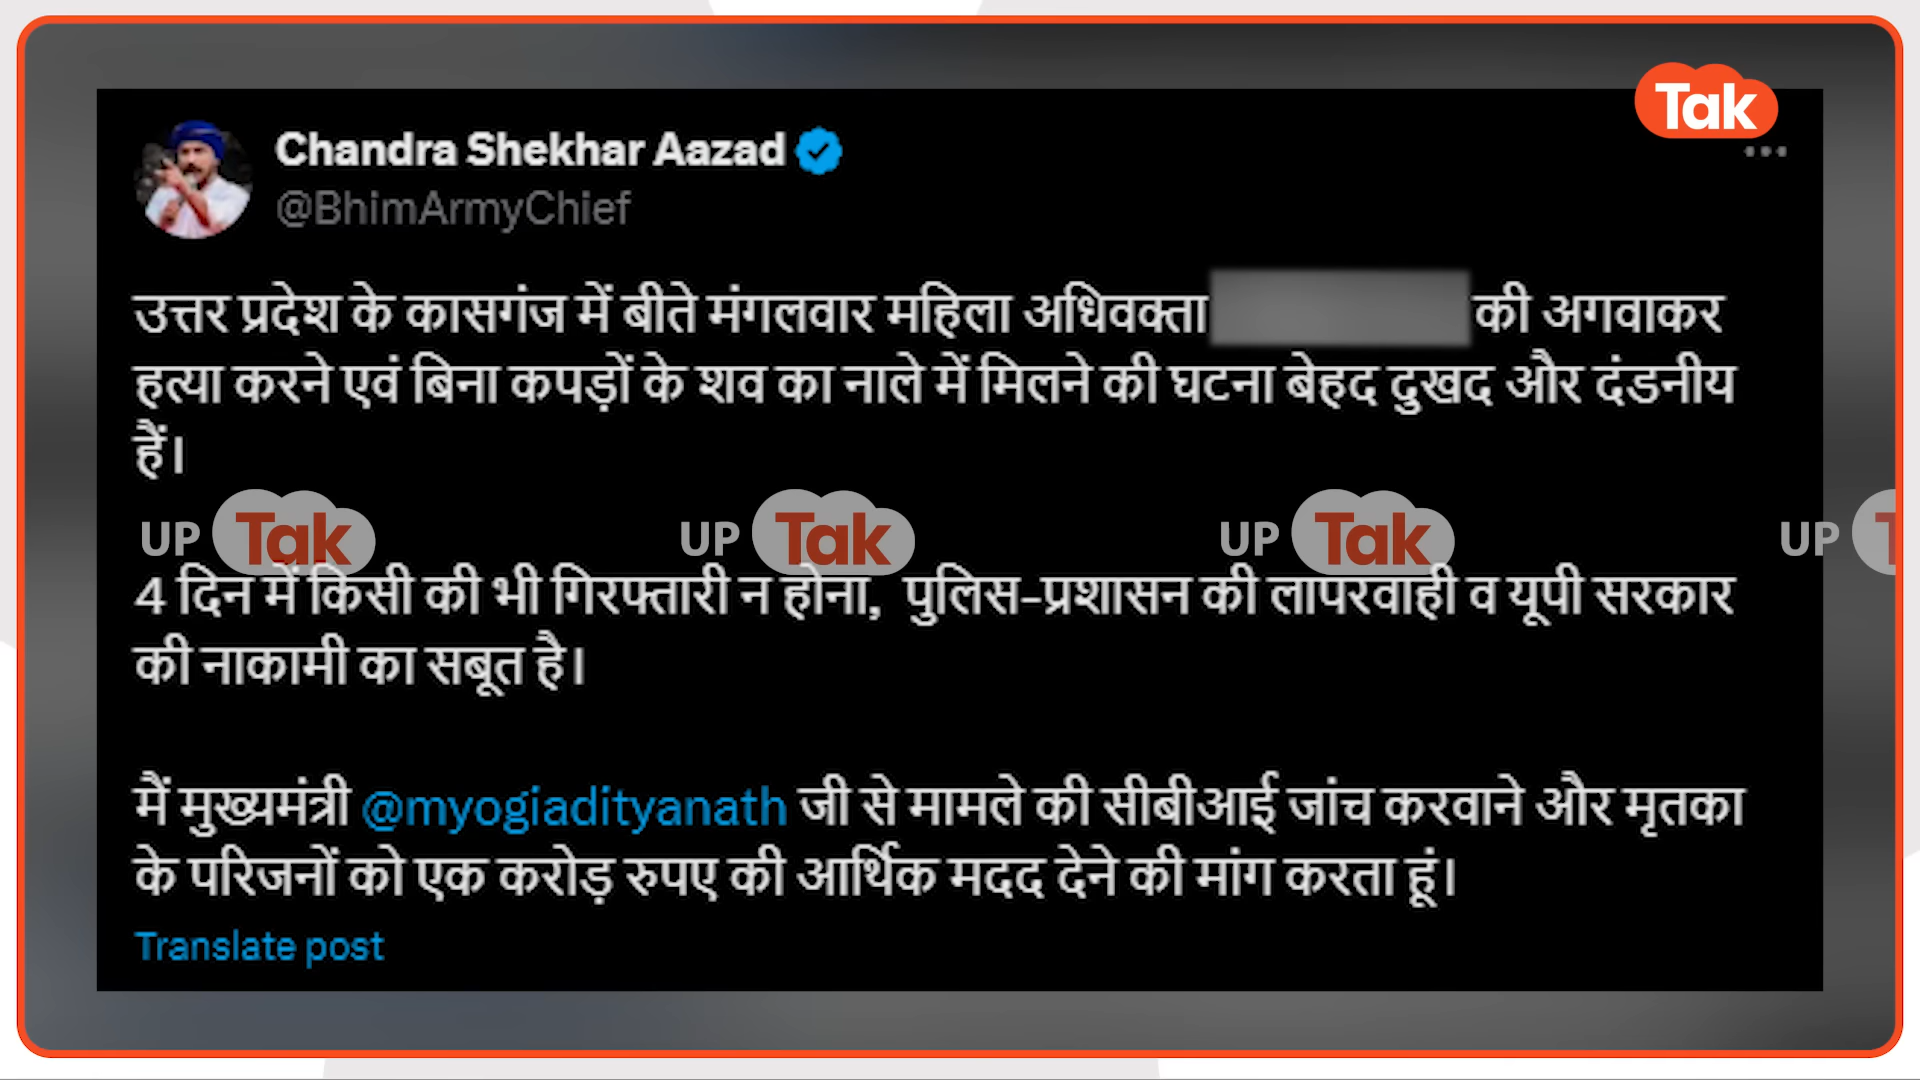 Tak
Chandra Shekhar Aazad
@BhimArmyChief
उत्तर प्रदेश के कासगंज में बीते मंगलवार महिला अधिवक्ता की अगवाकर
हत्या करने एवं बिना कपड़ों के शव का नाले में मिलने की घटना बेहद दुखद और दंडनीय
हैं।
UP Tak UP Tak UP Tak UP T
4 दिन में किसी की भी गिरफ्तारी न होना, पुलिस-प्रशासन की लापरवाही व यूपी सरकार
की नाकामी का सबूत है।
मैं मुख्यमंत्री @myogiadityanath जी से मामले की सीबीआई जांच करवाने और मृतका
के परिजनों को एक करोड़ रुपए की आर्थिक मदद देने की मांग करता हूं।
Translate post